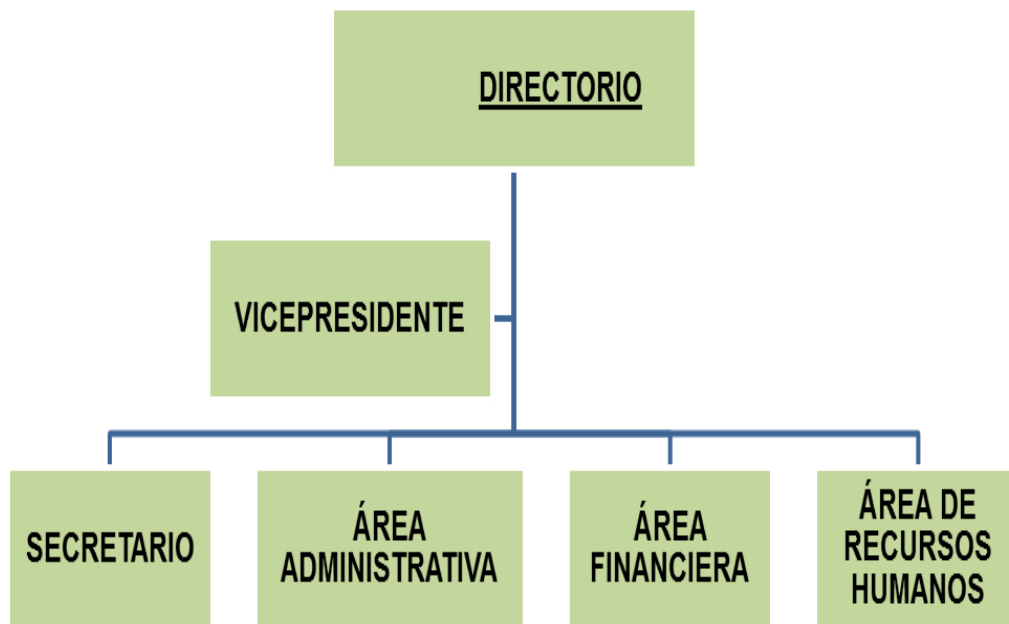 DIRECTORIO
VICEPRESIDENTE
SECRETARIO
ÁREA
ADMINISTRATIVA
ÁREA
FINANCIERA
ÁREA DE
RECURSOS
HUMANOS